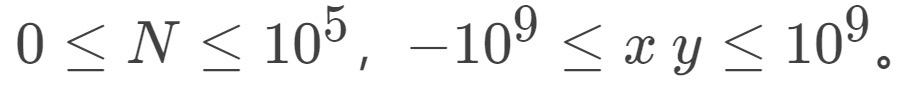 0 ≤ N ≤ 10⁵, −10⁹ ≤ x y ≤ 10⁹。